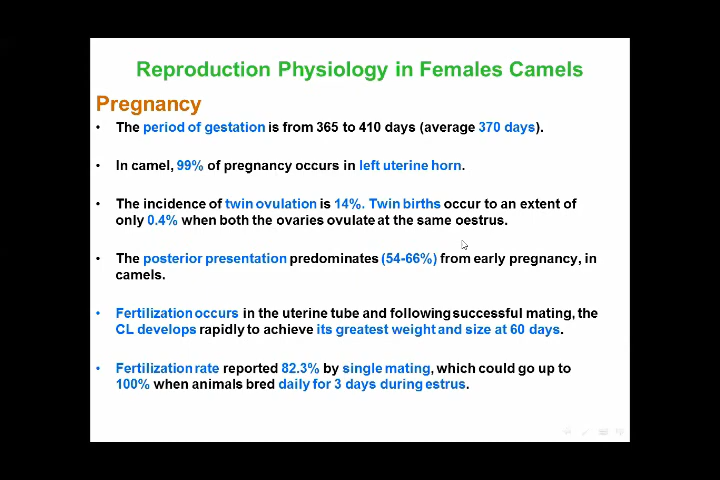 Reproduction Physiology in Females Camels
Pregnancy
• The period of gestation is from 365 to 410 days (average 370 days).
• In camel, 99% of pregnancy occurs in left uterine horn.
• The incidence of twin ovulation is 14%. Twin births occur to an extent of
only 0.4% when both the ovaries ovulate at the same oestrus.
• The posterior presentation predominates (54-66%) from early pregnancy, in
camels.
• Fertilization occurs in the uterine tube and following successful mating, the
CL develops rapidly to achieve its greatest weight and size at 60 days.
• Fertilization rate reported 82.3% by single mating, which could go up to
100% when animals bred daily for 3 days during estrus.